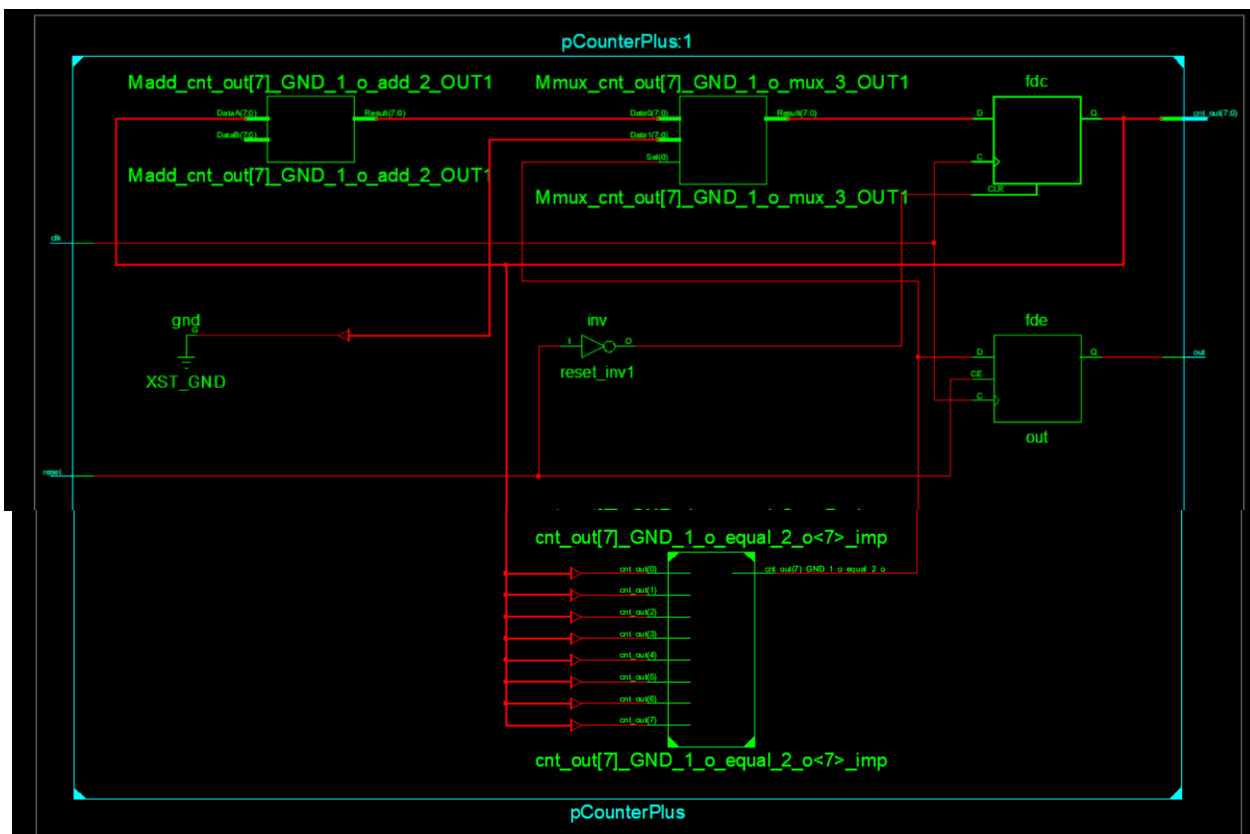 pCounterPlus:1
Madd_cnt_out[7]_GND_1_o_add_2_OUT1
Mmux_cnt_out[7]_GND_1_o_mux_3_OUT1
fdc
DataA(7:0)
Result(7:0)
DataB(7:0)
Data0(7:0)
Result(7:0)
Data1(7:0)
Sel(0)
D
Q
C
CLR
cnt_out(7:0)
Madd_cnt_out[7]_GND_1_o_add_2_OUT1
Mmux_cnt_out[7]_GND_1_o_mux_3_OUT1
clk
gnd
G
XST_GND
inv
I
O
reset_inv1
fde
D
Q
CE
C
out
out
reset
cnt_out[7]_GND_1_o_equal_2_o<7>_imp
cnt_out(0)
cnt_out(7)_GND_1_o_equal_2_o
cnt_out(1)
cnt_out(2)
cnt_out(3)
cnt_out(4)
cnt_out(5)
cnt_out(6)
cnt_out(7)
cnt_out[7]_GND_1_o_equal_2_o<7>_imp
pCounterPlus